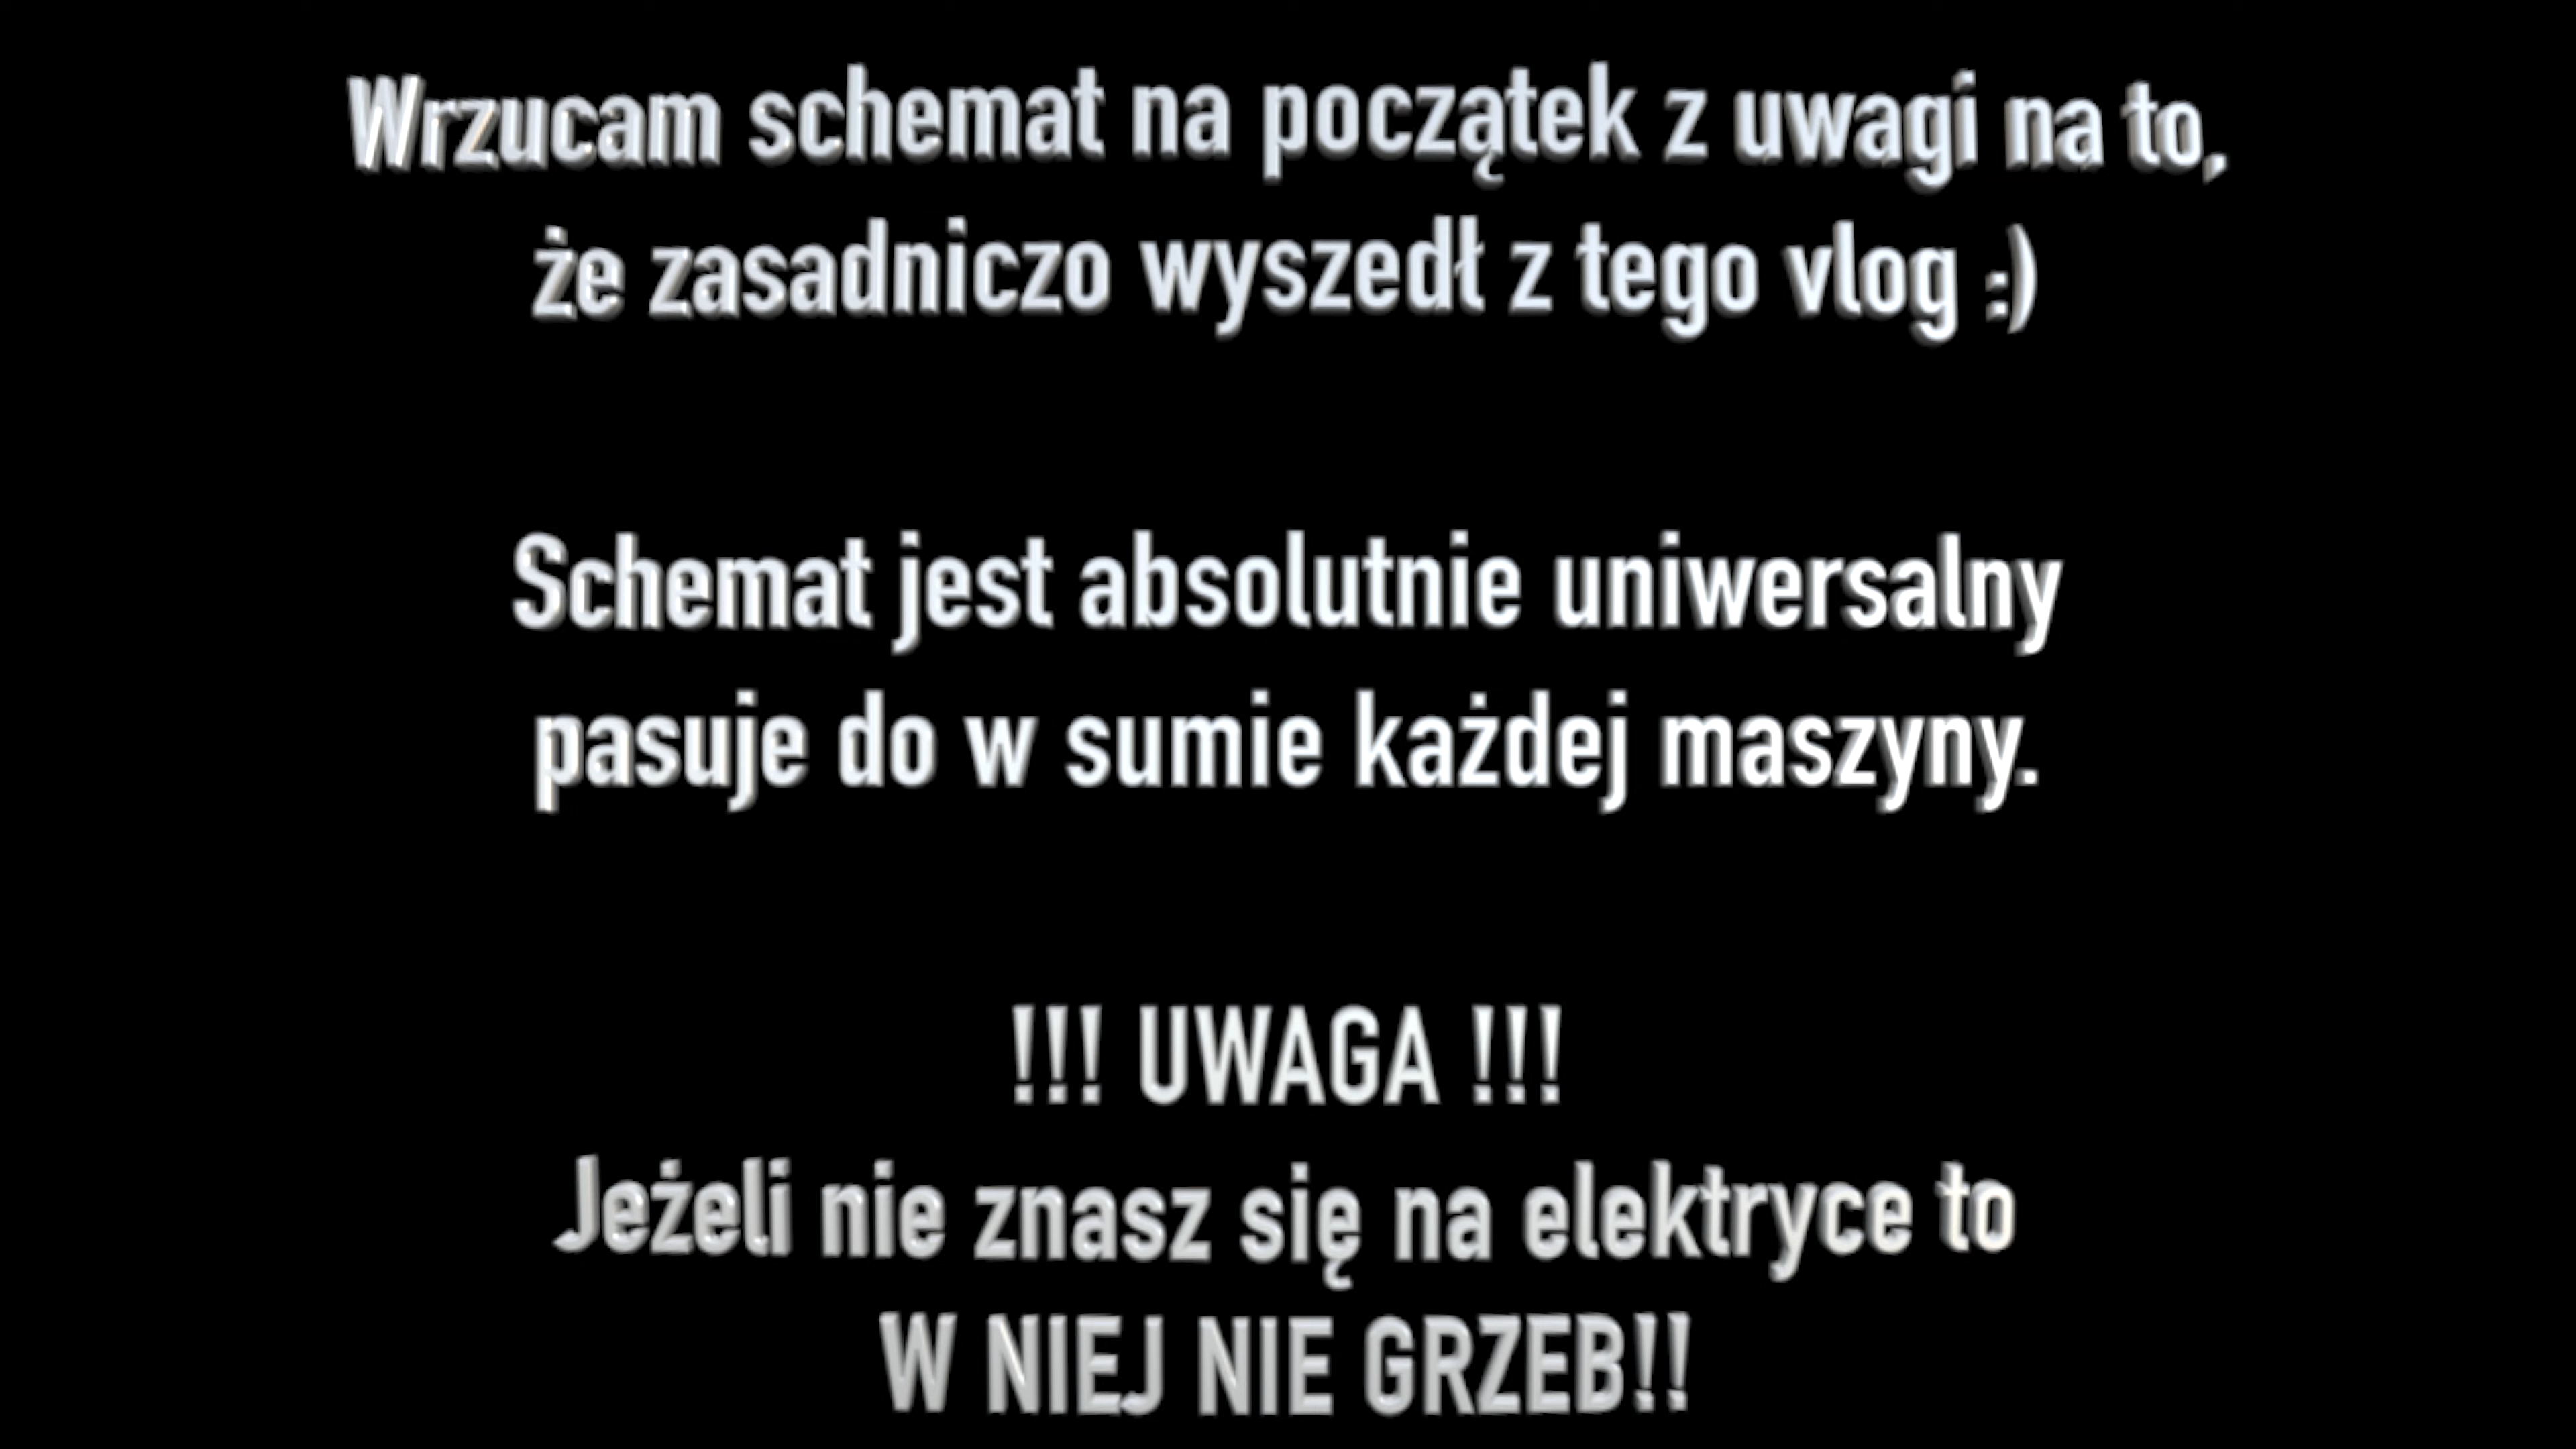 Wrzucam schemat na początek z uwagi na to,
że zasadniczo wyszedł z tego vlog :)
Schemat jest absolutnie uniwersalny
pasuje do w sumie każdej maszyny.
!!! UWAGA !!!
Jeżeli nie znasz się na elektryce to
W NIEJ NIE GRZEB!!